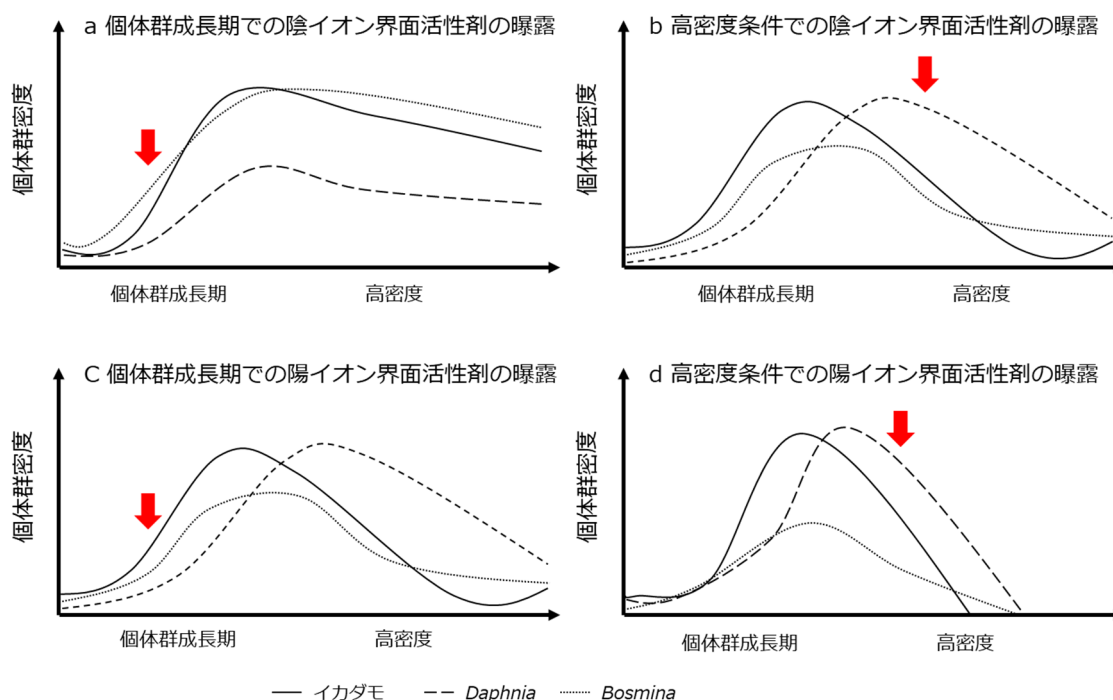 a 個体群成長期での陰イオン界面活性剤の曝露
個体群密度
個体群成長期
高密度
b 高密度条件での陰イオン界面活性剤の曝露
個体群密度
個体群成長期
高密度
C 個体群成長期での陽イオン界面活性剤の曝露
個体群密度
個体群成長期
高密度
d 高密度条件での陽イオン界面活性剤の曝露
個体群密度
個体群成長期
高密度
イカダモ Daphnia Bosmina